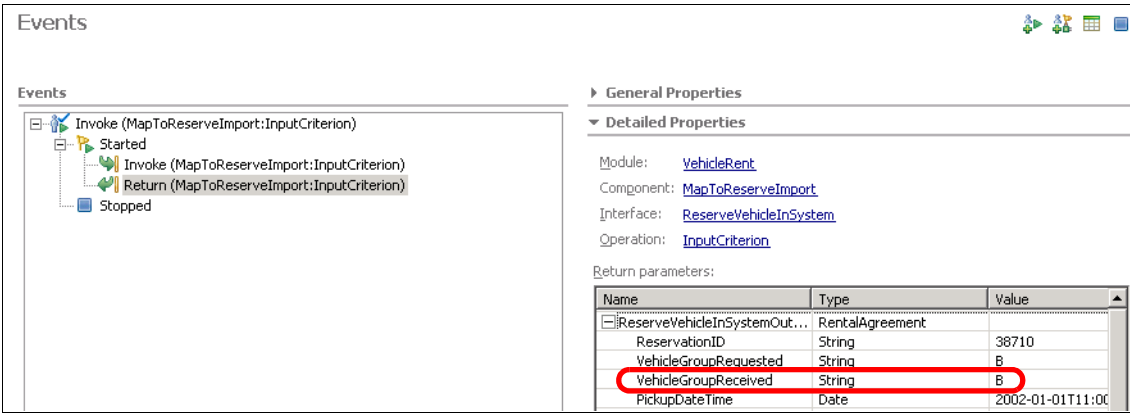 Events
Events
Invoke (MapToReserveImport:InputCriterion)
Started
Invoke (MapToReserveImport:InputCriterion)
Return (MapToReserveImport:InputCriterion)
Stopped
General Properties
Detailed Properties
Module: VehicleRent
Component: MapToReserveImport
Interface: ReserveVehicleInSystem
Operation: InputCriterion
Return parameters:
Name Type Value
ReserveVehicleInSystemOut... RentalAgreement
ReservationID String 38710
VehicleGroupRequested String B
VehicleGroupReceived String B
PickupDateTime Date 2002-01-01T11:00